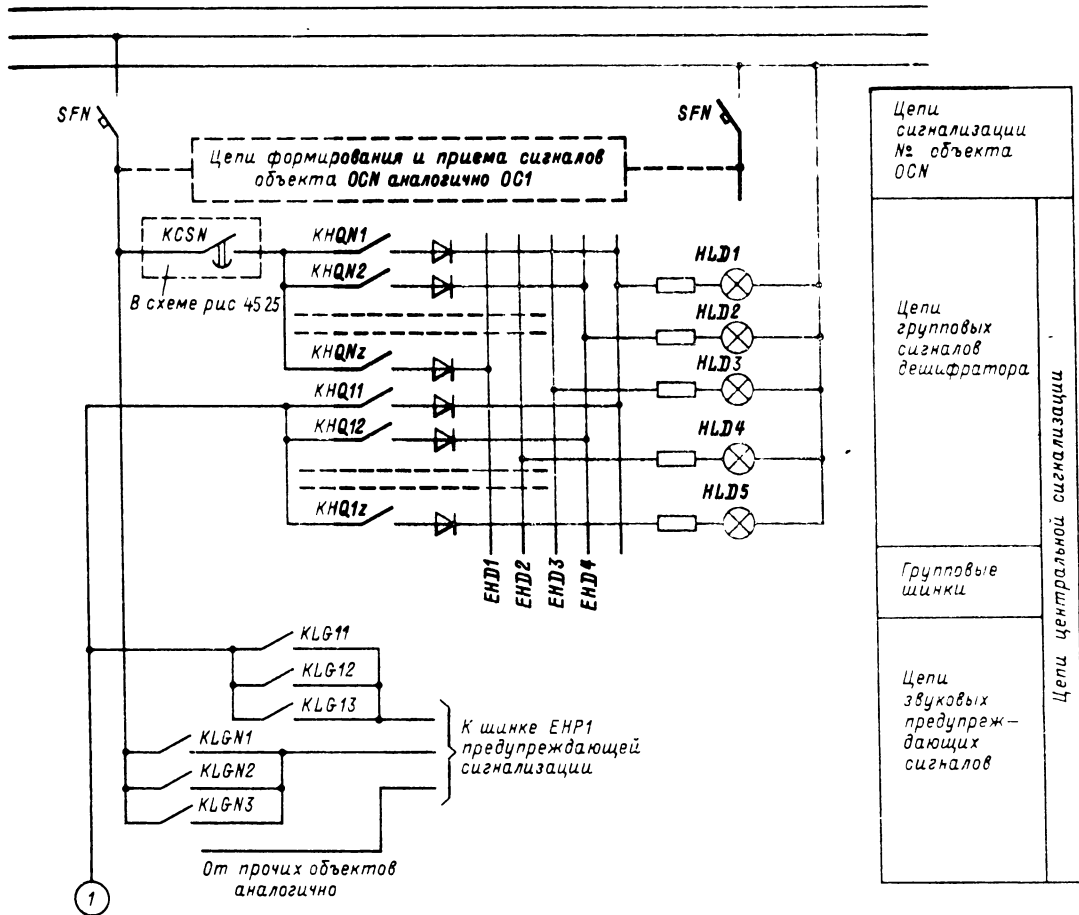 SFN
SFN
Цепи формирования и приема сигналов
объекта OCN аналогично OC1
KCSN
В схеме рис 45.25
KHQN1
KHQN2
KHQNz
KHQ11
KHQ12
KHQ1z
HLD1
HLD2
HLD3
HLD4
HLD5
EHD1
EHD2
EHD3
EHD4
KLG11
KLG12
KLG13
KLGN1
KLGN2
KLGN3
К шинке EHP1
предупреждающей
сигнализации
От прочих объектов
аналогично
1
Цепи
сигнализации
№ объекта
OCN
Цепи
групповых
сигналов
дешифратора
Групповые
шинки
Цепи
звуковых
предупреж-
дающих
сигналов
Цепи центральной сигнализации